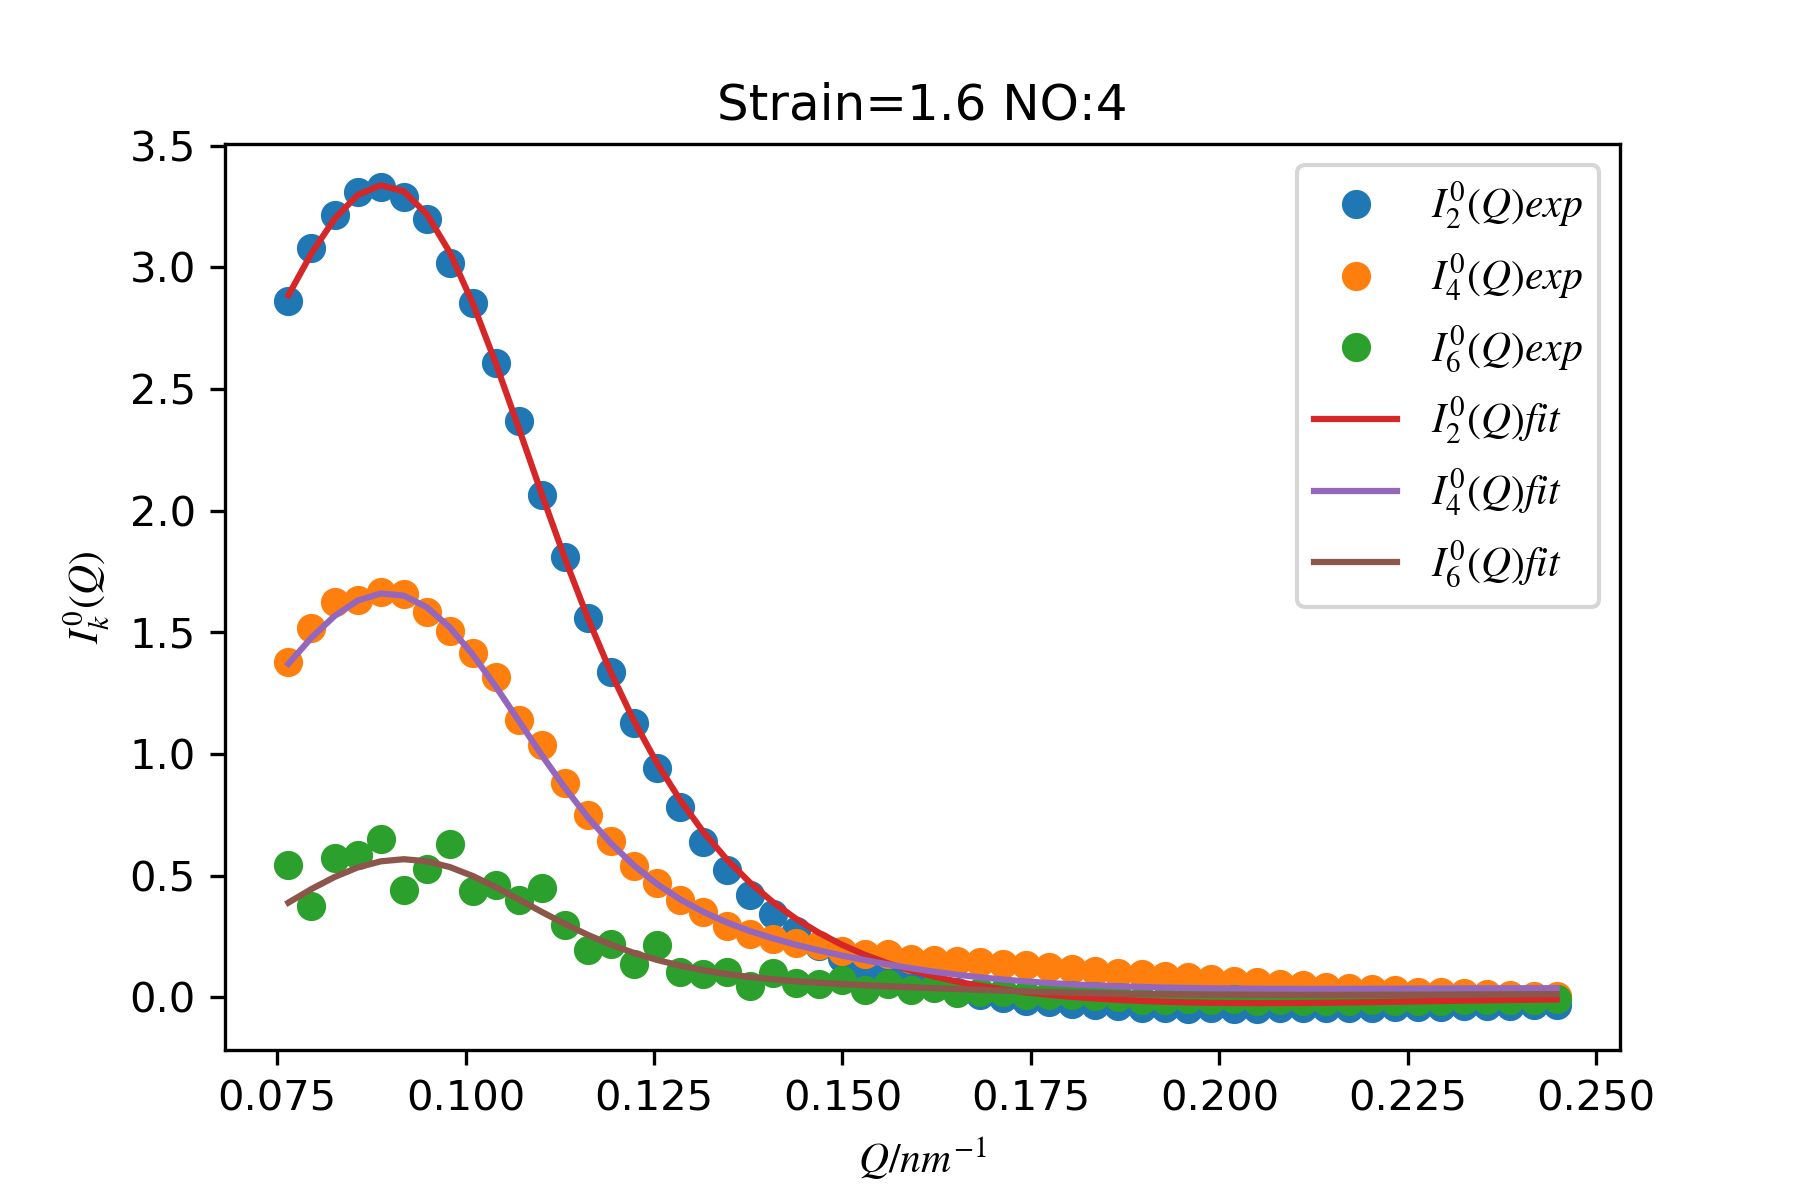 Strain=1.6 NO:4
3.5
3.0
2.5
2.0
1.5
1.0
0.5
0.0
I_k^0(Q)
I_2^0(Q)exp
I_4^0(Q)exp
I_6^0(Q)exp
I_2^0(Q)fit
I_4^0(Q)fit
I_6^0(Q)fit
0.075 0.100 0.125 0.150 0.175 0.200 0.225 0.250
Q/nm^{-1}